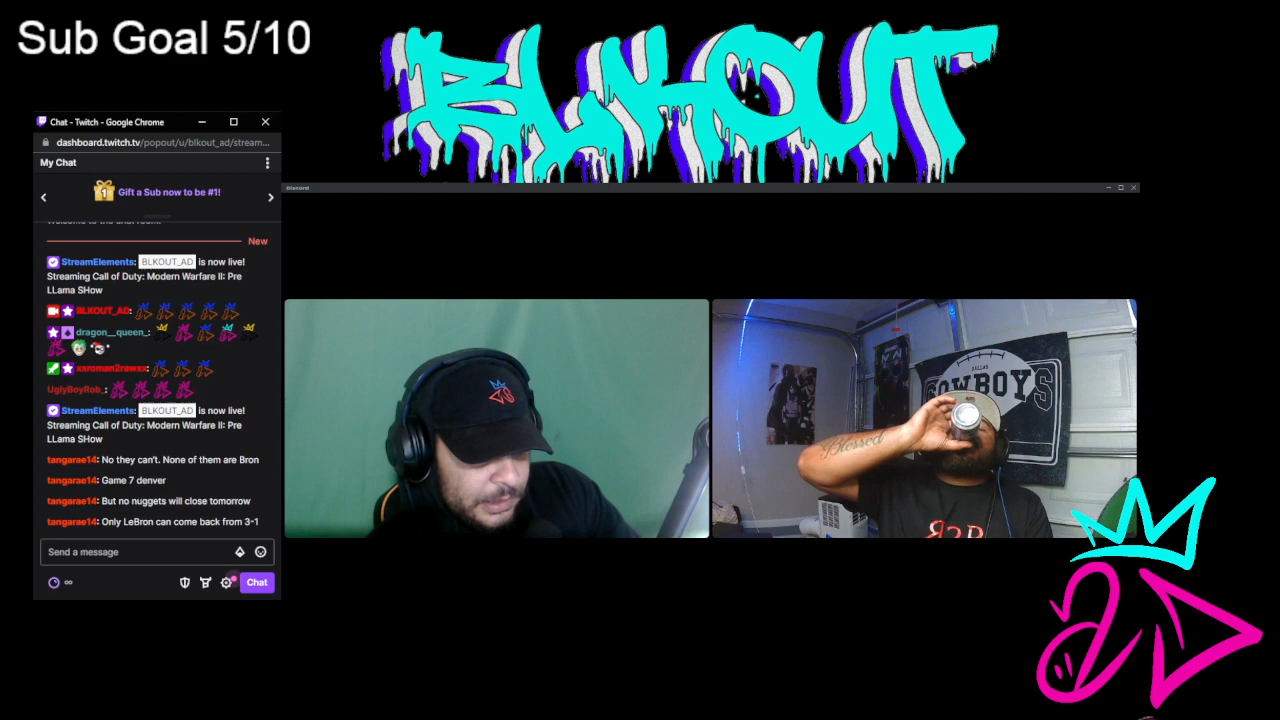 Sub Goal 5/10
BLKOUT
Chat - Twitch - Google Chrome
dashboard.twitch.tv/popout/u/blkout_ad/stream...
My Chat
Gift a Sub now to be #1!
New
StreamElements: BLKOUT_AD is now live!
Streaming Call of Duty: Modern Warfare II: Pre
LLama SHow
BLKOUT_AD:
dragon__queen_:
xxroman2rawxx:
UglyBoyRob_:
StreamElements: BLKOUT_AD is now live!
Streaming Call of Duty: Modern Warfare II: Pre
LLama SHow
tangarae14: No they can't. None of them are Bron
tangarae14: Game 7 denver
tangarae14: But no nuggets will close tomorrow
tangarae14: Only LeBron can come back from 3-1
Send a message
Chat
Discord
DALLAS
COWBOYS
Blessed